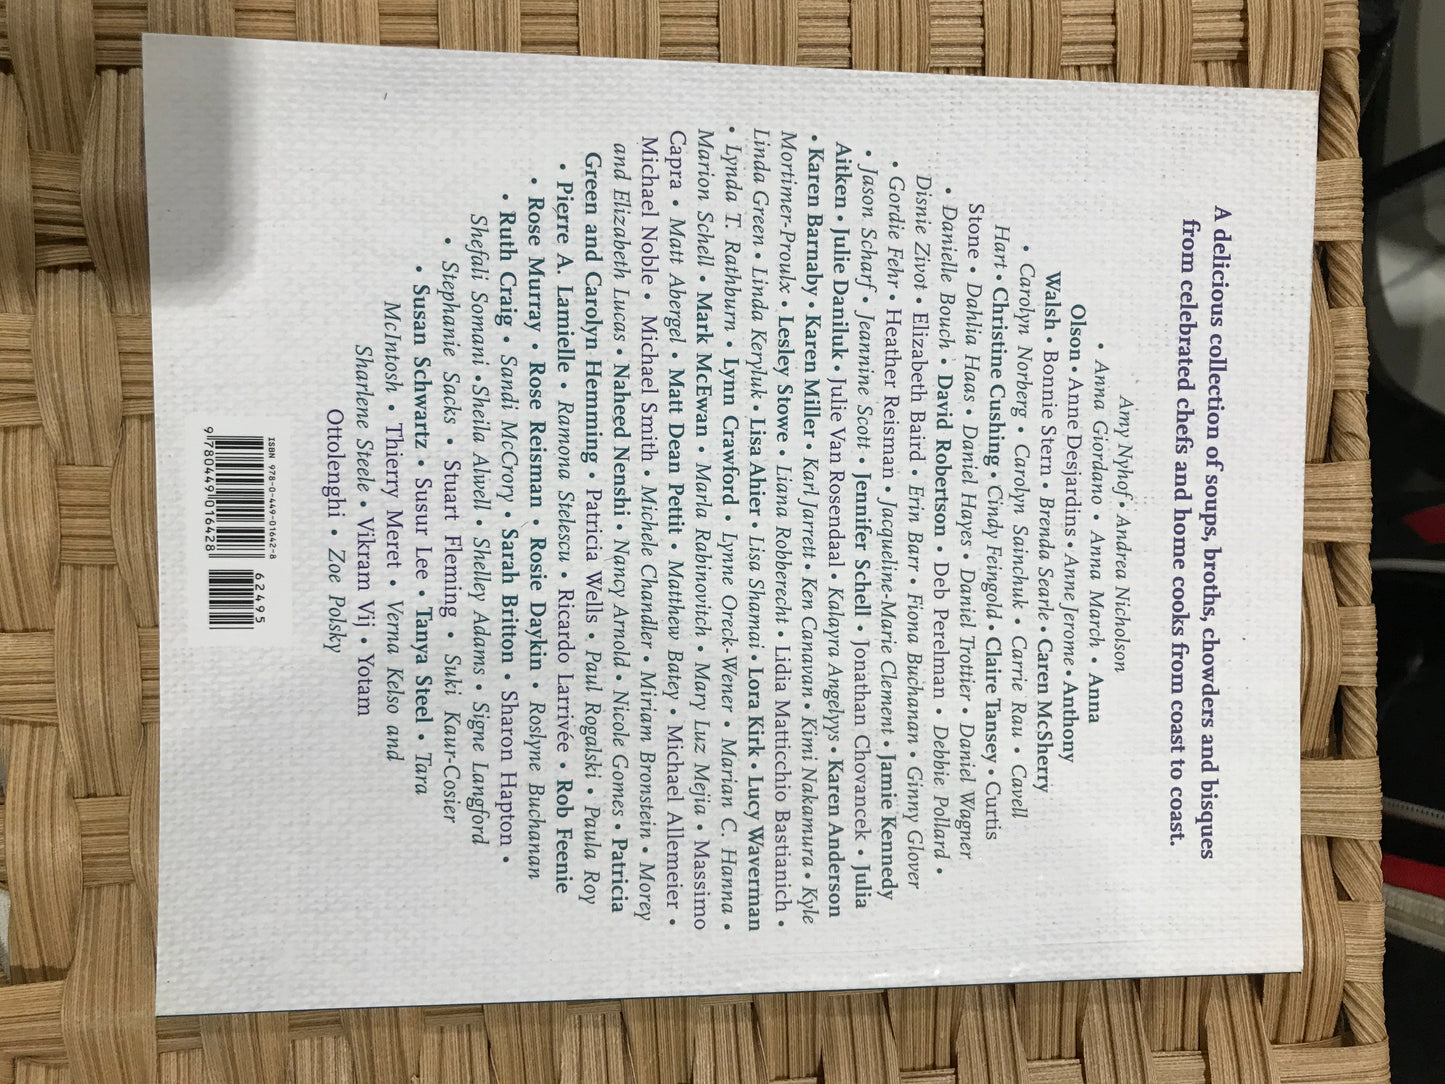 A delicious collection of soups, broths, chowders and bisques
from celebrated chefs and home cooks from coast to coast.
Amy Nyhof • Andrea Nicholson
• Anna Giordano • Anna March • Anna
Olson • Anne Desjardins • Anne Jerome • Anthony
Walsh • Bonnie Stern • Brenda Searle • Caren McSherry
• Carolyn Norberg • Carolyn Sainchuk • Carrie Rau • Cavell
Hart • Christine Cushing • Cindy Feingold • Claire Tansey • Curtis
Stone • Dahlia Haas • Daniel Hayes • Daniel Trottier • Daniel Wagner
• Danielle Bouch • David Robertson • Deb Perelman • Debbie Pollard •
Disnie Zivot • Elizabeth Baird • Erin Barr • Fiona Buchanan • Ginny Glover
• Gordie Fehr • Heather Reisman • Jacqueline-Marie Clement • Jamie Kennedy
• Jason Scharf • Jeannine Scott • Jennifer Schell • Jonathan Chovancek • Julia
Aitken • Julie Daniluk • Julie Van Rosendaal • Kalayra Angelys • Karen Anderson
• Karen Barnaby • Karen Miller • Karl Jarrett • Ken Canavan • Kimi Nakamura • Kyle
Mortimer-Proulx • Lesley Stowe • Liana Robberecht • Lidia Matticchio Bastianich •
Linda Green • Linda Keryluk • Lisa Ahier • Lisa Shamai • Lora Kirk • Lucy Waverman
• Lynda T. Rathburn • Lynn Crawford • Lynne Oreck-Wener • Marian C. Hanna •
Marion Schell • Mark McEwan • Marla Rabinovitch • Mary Luz Mejia • Massimo
Capra • Matt Abergel • Matt Dean Pettit • Matthew Batey • Michael Allemeier •
Michael Noble • Michael Smith • Michele Chandler • Miriam Bronstein • Morey
and Elizabeth Lucas • Naheed Nenshi • Nancy Arnold • Nicole Gomes • Patricia
Green and Carolyn Hemming • Patricia Wells • Paul Rogalski • Paula Roy
• Pierre A. Lamielle • Ramona Stelescu • Ricardo Larrivée • Rob Feenie
• Rose Murray • Rose Reisman • Rosie Daykin • Roslyne Buchanan
• Ruth Craig • Sandi McCrory • Sarah Britton • Sharon Hapton •
Shefali Somani •Sheila Alwell • Shelley Adams • Signe Langford
• Stephanie Sacks • Stuart Fleming • Suki Kaur-Cosier
• Susan Schwartz • Susur Lee • Tanya Steel • Tara
McIntosh • Thierry Meret • Verna Kelso and
Sharlene Steele • Vikram Vij • Yotam
Ottolenghi • Zoe Polsky
ISBN 978-0-449-01642-8
62495
9 780449 016428